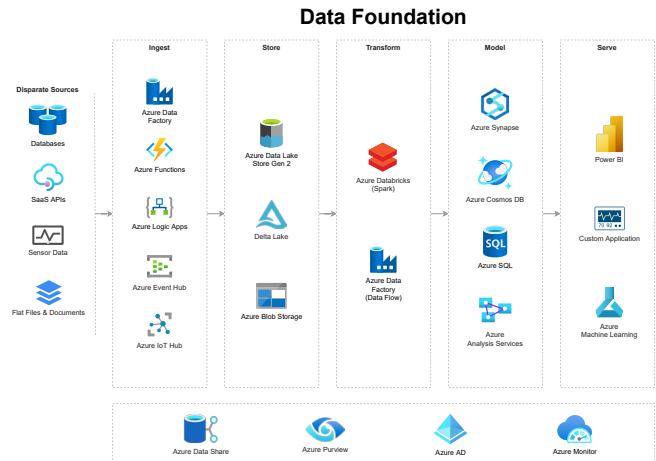 Data Foundation
Ingest
Store
Transform
Model
Serve
Disparate Sources
Databases
SaaS APIs
Sensor Data
Flat Files & Documents
Azure Data
Factory
Azure Functions
Azure Logic Apps
Azure Event Hub
Azure IoT Hub
Azure Data Lake
Store Gen 2
Delta Lake
Azure Blob Storage
Azure Databricks
(Spark)
Azure Data
Factory
(Data Flow)
Azure Synapse
Azure Cosmos DB
SQL
Azure SQL
Azure
Analysis Services
Power BI
70 92
Custom Application
Azure
Machine Learning
Azure Data Share
Azure Purview
Azure AD
Azure Monitor